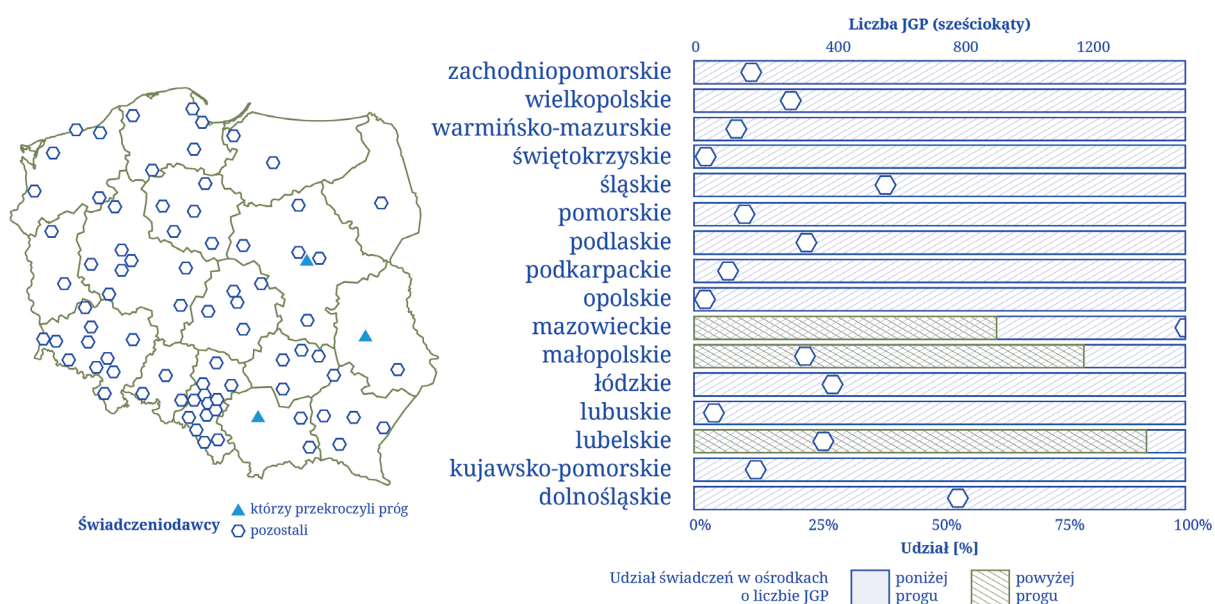 Liczba JGP (sześciokąty)
0 400 800 1200
zachodniopomorskie
wielkopolskie
warmińsko-mazurskie
świętokrzyskie
śląskie
pomorskie
podlaskie
podkarpackie
opolskie
mazowieckie
małopolskie
łódzkie
lubuskie
lubelskie
kujawsko-pomorskie
dolnośląskie
0% 25% 50% 75% 100%
Udział [%]
Świadczeniodawcy
którzy przekroczyli próg
pozostali
Udział świadczeń w ośrodkach
o liczbie JGP
poniżej
progu
powyżej
progu